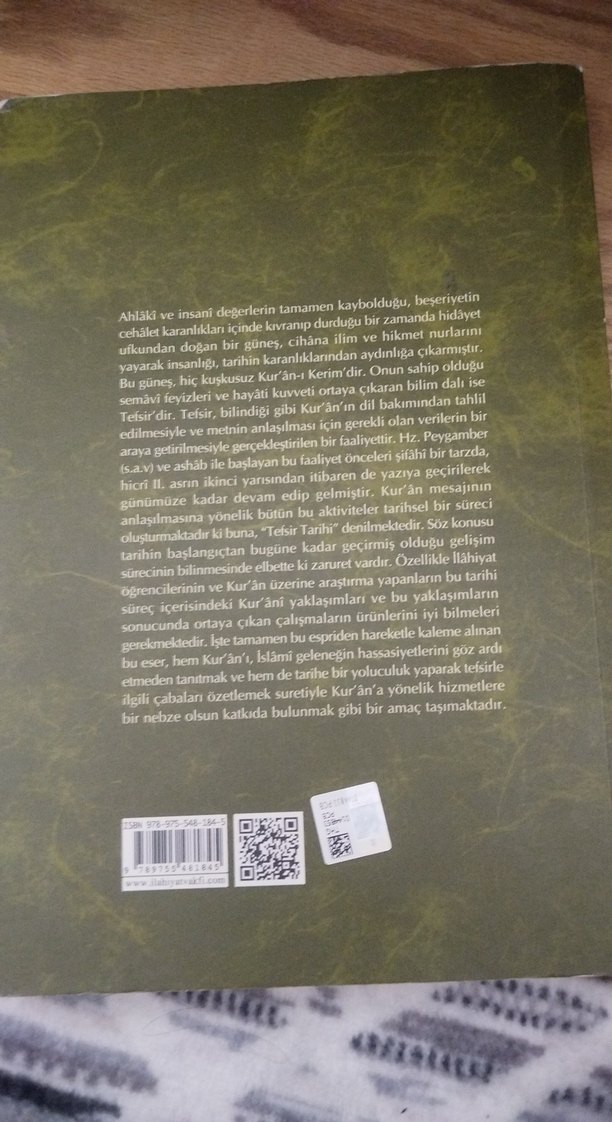 Ahlâkî ve insanî değerlerin tamamen kaybolduğu, beşeriyetin
cehâlet karanlıkları içinde kıvranıp durduğu bir zamanda hidâyet
ufkundan doğan bir güneş, cihâna ilim ve hikmet nurlarını
yayarak insanlığı, tarihin karanlıklarından aydınlığa çıkarmıştır.
Bu güneş, hiç kuşkusuz Kur'ân-ı Kerim'dir. Onun sahip olduğu
semâvî feyizleri ve hayâtî kuvveti ortaya çıkaran bilim dalı ise
Tefsir'dir. Tefsir, bilindiği gibi Kur'ân'ın dil bakımından tahlil
edilmesiyle ve metnin anlaşılması için gerekli olan verilerin bir
araya getirilmesiyle gerçekleştirilen bir faaliyettir. Hz. Peygamber
(s.a.v) ve ashâb ile başlayan bu faaliyet önceleri şifâhî bir tarzda,
hicrî II. asrın ikinci yarısından itibaren de yazıya geçirilerek
günümüze kadar devam edip gelmiştir. Kur'ân mesajının
anlaşılmasına yönelik bütün bu aktiviteler tarihsel bir süreci
oluşturmaktadır ki buna, "Tefsir Tarihi" denilmektedir. Söz konusu
tarihin başlangıçtan bugüne kadar geçirmiş olduğu gelişim
sürecinin bilinmesinde elbette ki zaruret vardır. Özellikle İlâhiyat
öğrencilerinin ve Kur'ân üzerine araştırma yapanların bu tarihi
süreç içerisindeki Kur'ânî yaklaşımları ve bu yaklaşımların
sonucunda ortaya çıkan çalışmaların ürünlerini iyi bilmeleri
gerekmektedir. İşte tamamen bu espriden hareketle kaleme alınan
bu eser, hem Kur'ân'ı, İslâmî geleneğin hassasiyetlerini göz ardı
etmeden tanıtmak ve hem de tarihe bir yoluculuk yaparak tefsirle
ilgili çabaları özetlemek suretiyle Kur'ân'a yönelik hizmetlere
bir nebze olsun katkıda bulunmak gibi bir amaç taşımaktadır.
ISBN 978-975-548-184-5
9 789755 481845
www.ilahiyatvakfi.com